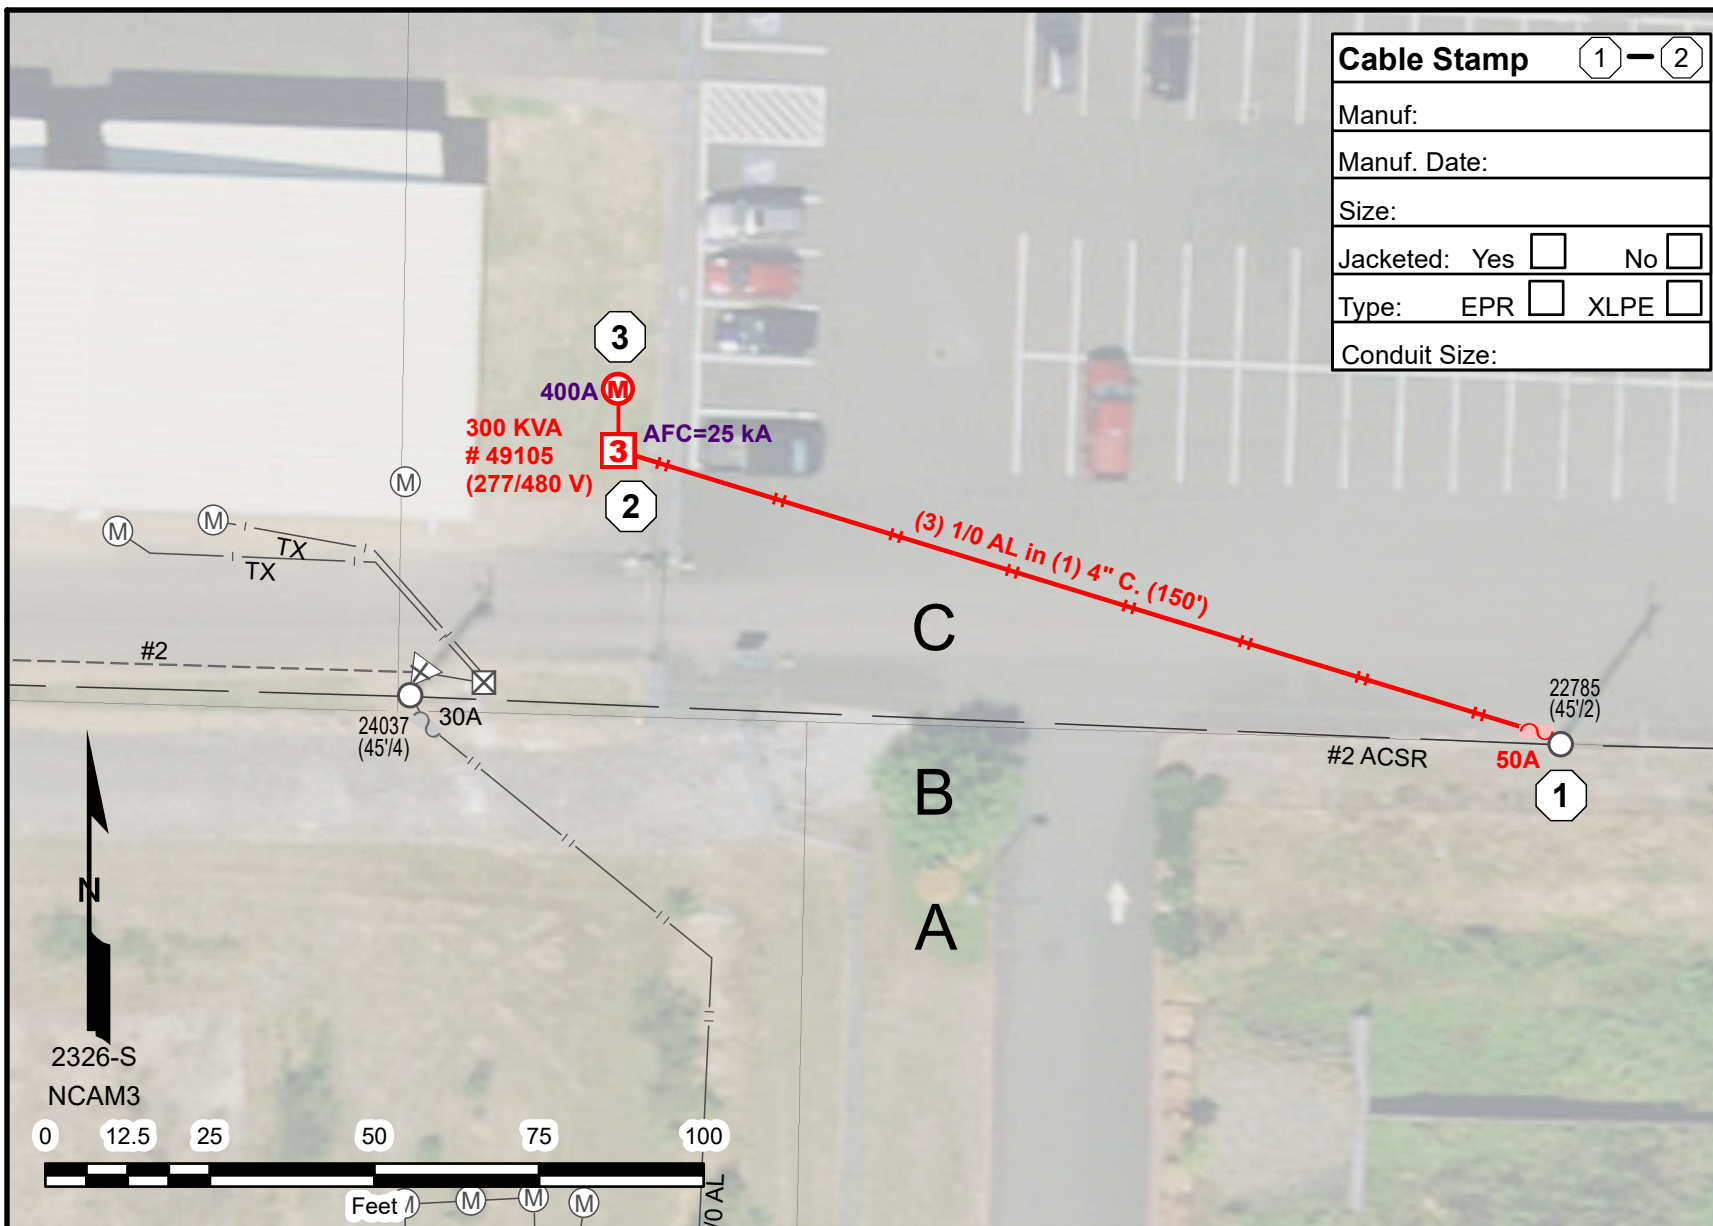 Cable Stamp 1 – 2
Manuf:
Manuf. Date:
Size:
Jacketed: Yes No
Type: EPR XLPE
Conduit Size:
3
400A M
300 KVA
# 49105
(277/480 V)
3
AFC=25 kA
2
(3) 1/0 AL in (1) 4" C. (150')
M
M
M
TX
TX
#2
C
24037
(45'/4)
30A
22785
(45'/2)
#2 ACSR
50A
1
B
A
N
2326-S
NCAM3
0 12.5 25 50 75 100
Feet
M
M
M
M
/0 AL